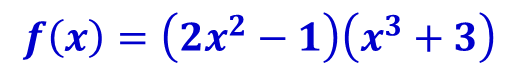 f(x) = (2x² − 1)(x³ + 3)